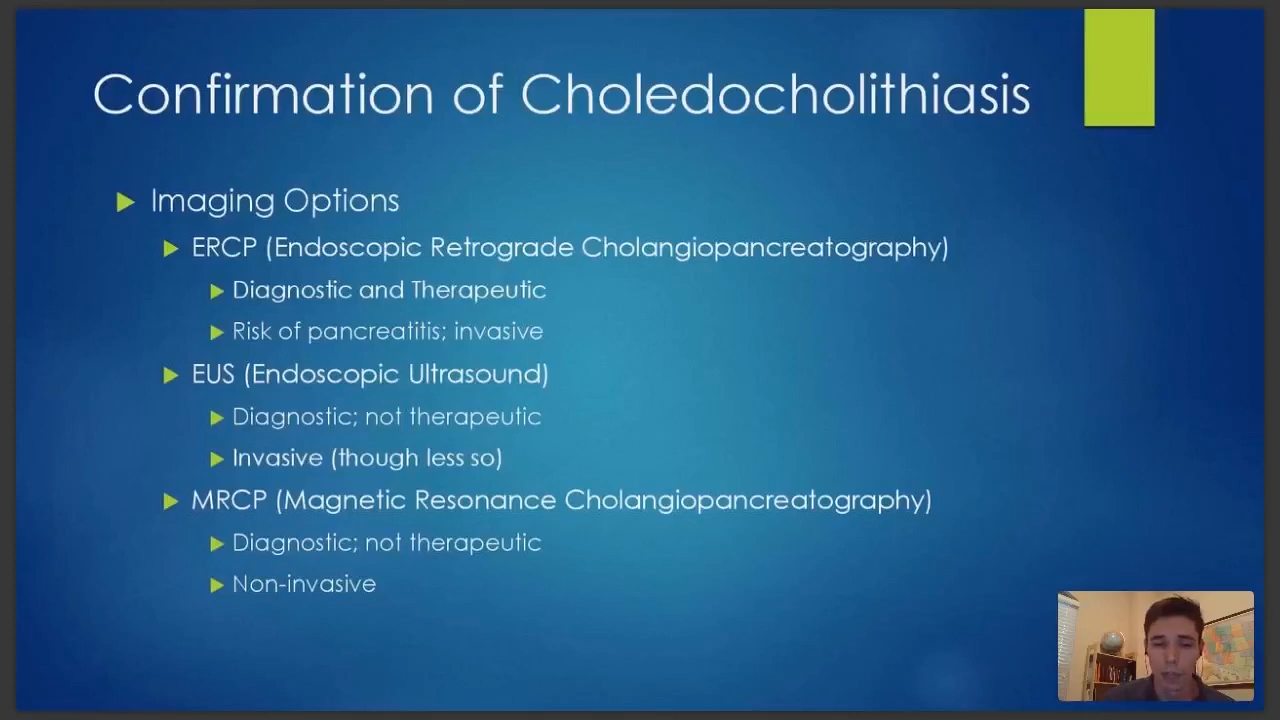 Confirmation of Choledocholithiasis
Imaging Options
ERCP (Endoscopic Retrograde Cholangiopancreatography)
Diagnostic and Therapeutic
Risk of pancreatitis; invasive
EUS (Endoscopic Ultrasound)
Diagnostic; not therapeutic
Invasive (though less so)
MRCP (Magnetic Resonance Cholangiopancreatography)
Diagnostic; not therapeutic
Non-invasive